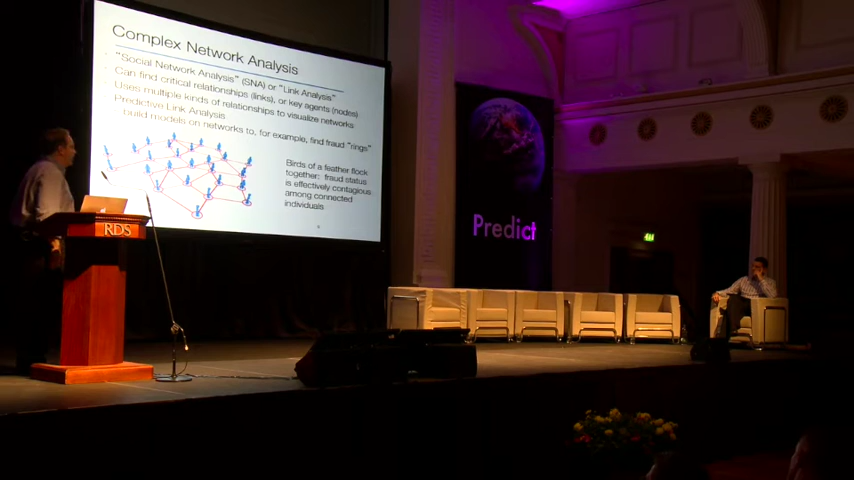 Complex Network Analysis
"Social Network Analysis" (SNA) or "Link Analysis"
Can find critical relationships (links), or key agents (nodes)
Uses multiple kinds of relationships to visualize networks
Predictive Link Analysis
build models on networks to, for example, find fraud "rings"
Birds of a feather flock
together: fraud status
is effectively contagious
among connected
individuals
RDS
Predict